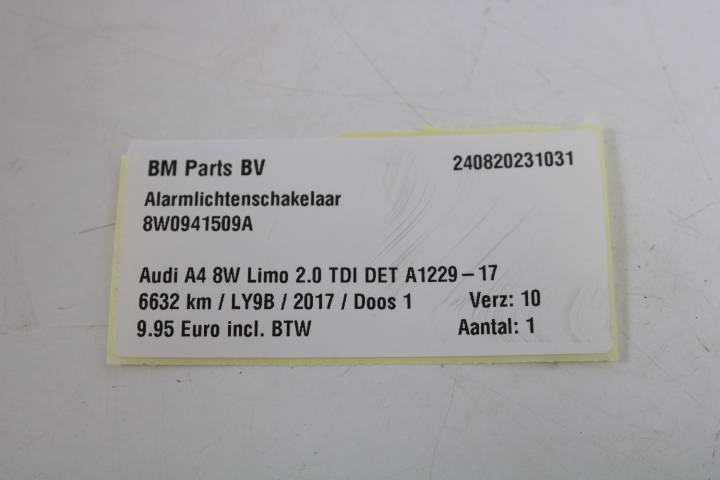 BM Parts BV 240820231031
Alarmlichtenschakelaar
8W0941509A
Audi A4 8W Limo 2.0 TDI DET A1229-17
6632 km / LY9B / 2017 / Doos 1 Verz: 10
9.95 Euro incl. BTW Aantal: 1